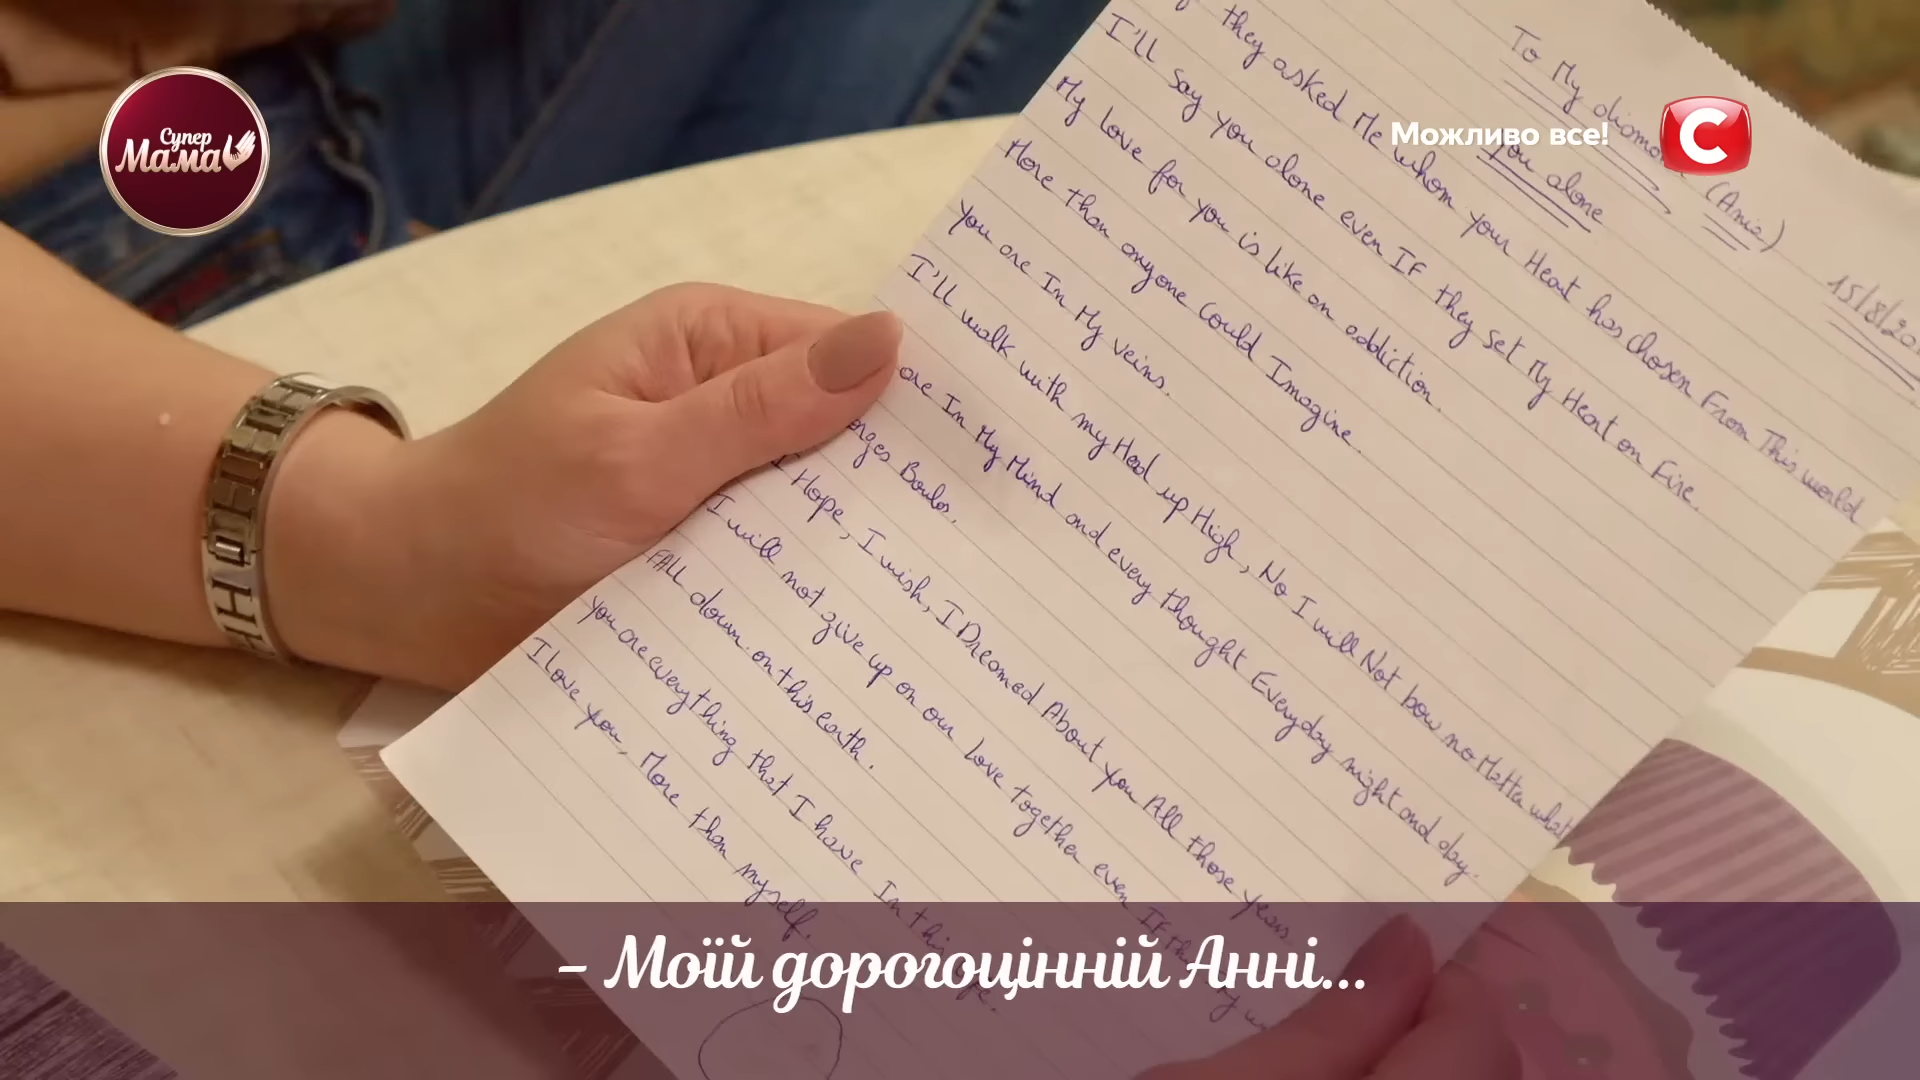 Супер
Мама
Можливо все!
To My diamond (Ania)
You alone
15/8/20
they asked Me whom your Heart has chosen From This world
I'll say you alone even IF they set My Heart on Fire.
My love for you is like an addiction.
More than anyone Could Imagine.
You are In My veins.
I'll walk with my Head up High, No I will Not bow no Matter what
are In My Mind and every thought Everyday night and day.
I Hope, I wish, I Dreamed About you All those years.
I will not give up on our Love together even IF the
FAll down on this earth.
You are everything that I have In this
I love you, More than myself.
– Моїй дорогоцінній Анні...